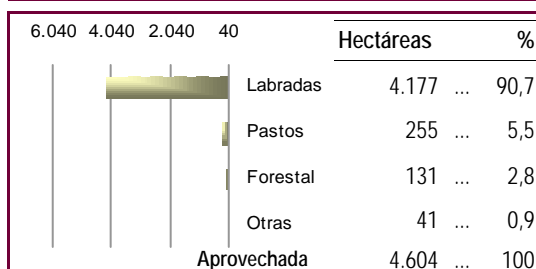 6.040 4.040 2.040 40 Hectáreas %
Labradas 4.177 ... 90,7
Pastos 255 ... 5,5
Forestal 131 ... 2,8
Otras 41 ... 0,9
Aprovechada 4.604 ... 100